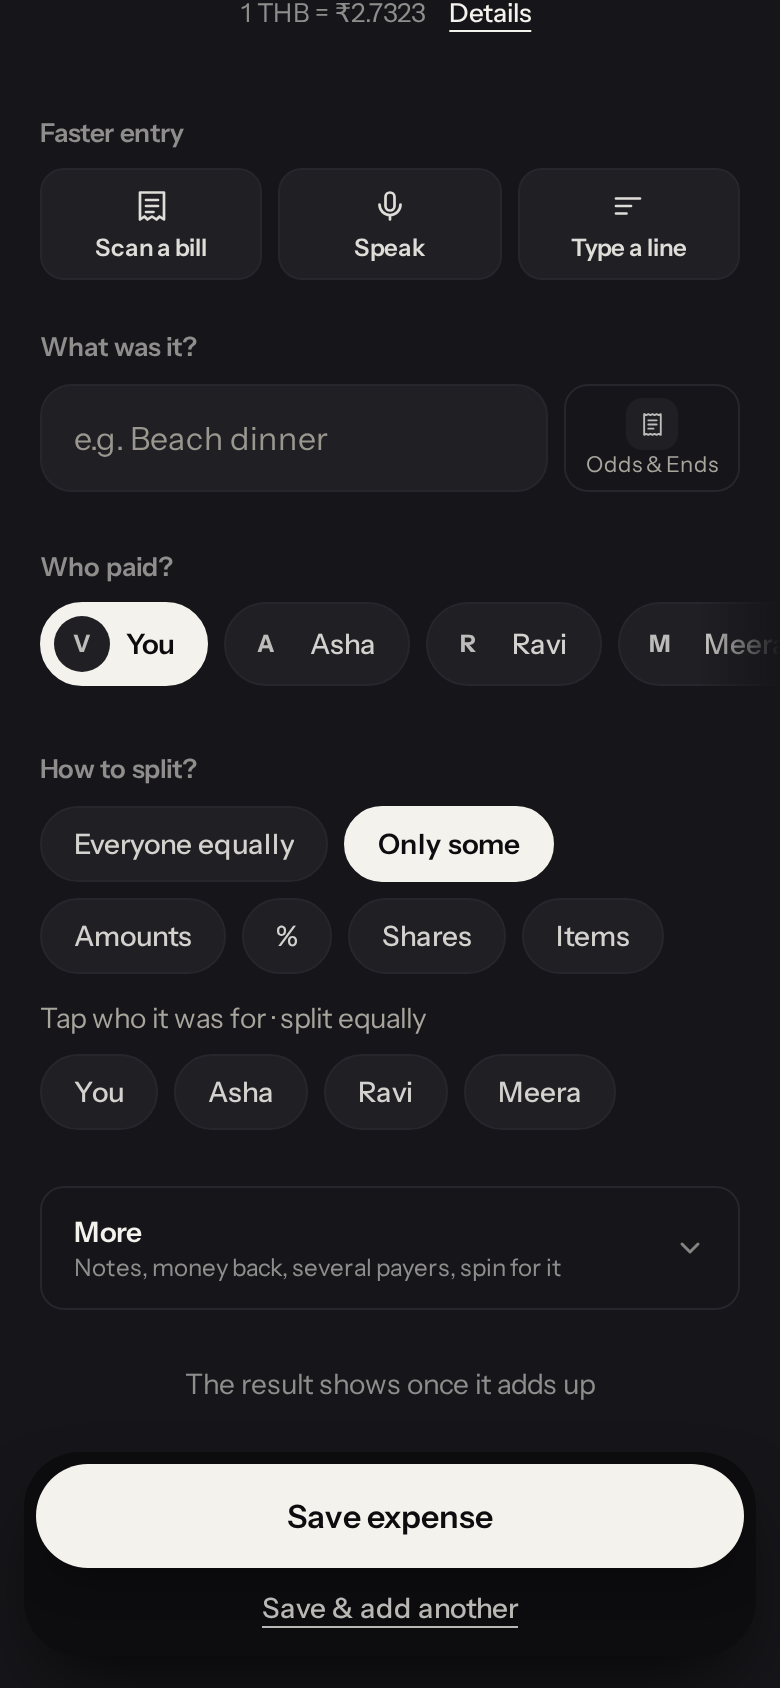 1 THB = ₹2.7323 Details
Faster entry
Scan a bill Speak Type a line
What was it?
e.g. Beach dinner
Odds & Ends
Who paid?
V You A Asha R Ravi M Meera
How to split?
Everyone equally Only some
Amounts % Shares Items
Tap who it was for · split equally
You Asha Ravi Meera
More
Notes, money back, several payers, spin for it
The result shows once it adds up
Save expense
Save & add another